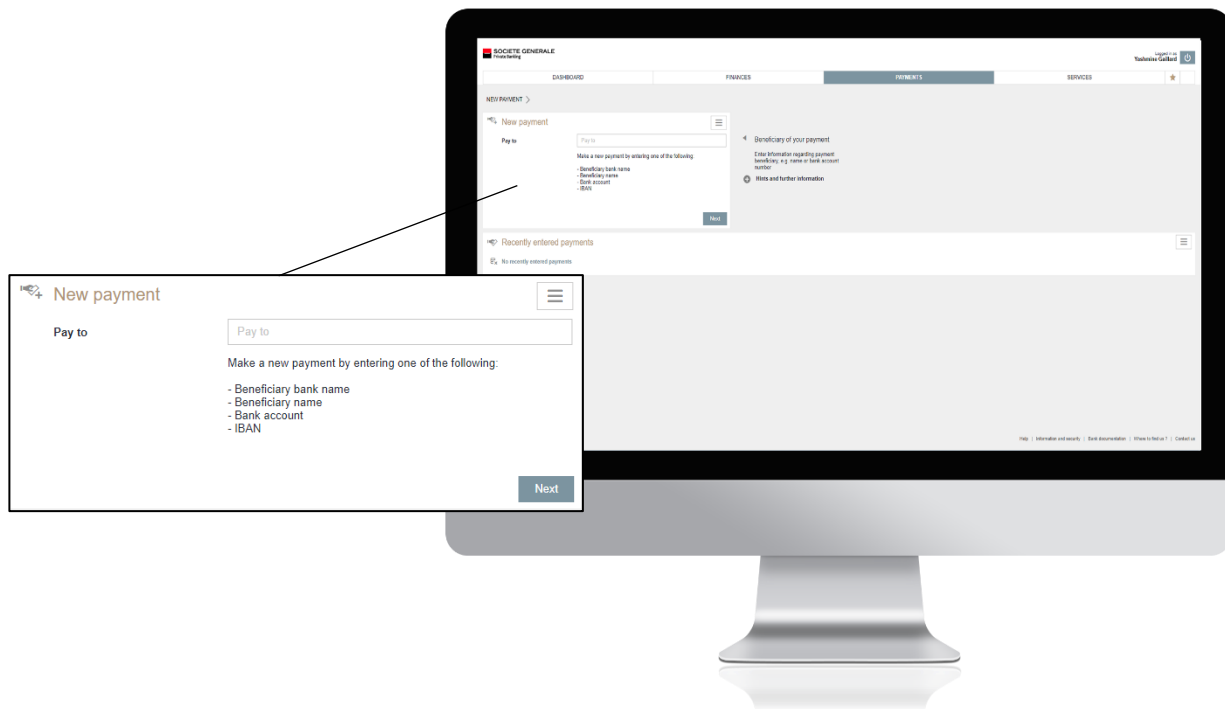 SOCIETE GENERALE
Private Banking
Logged in as
Yashmine Gaillard
DASHBOARD
FINANCES
PAYMENTS
SERVICES
NEW PAYMENT
New payment
Pay to
Pay to
Make a new payment by entering one of the following:
- Beneficiary bank name
- Beneficiary name
- Bank account
- IBAN
Next
Beneficiary of your payment
Enter information regarding payment
beneficiary, e.g. name or bank account
number
Hints and further information
Recently entered payments
No recently entered payments
Help | Information and security | Bank documentation | Where to find us ? | Contact us
New payment
Pay to
Pay to
Make a new payment by entering one of the following:
- Beneficiary bank name
- Beneficiary name
- Bank account
- IBAN
Next